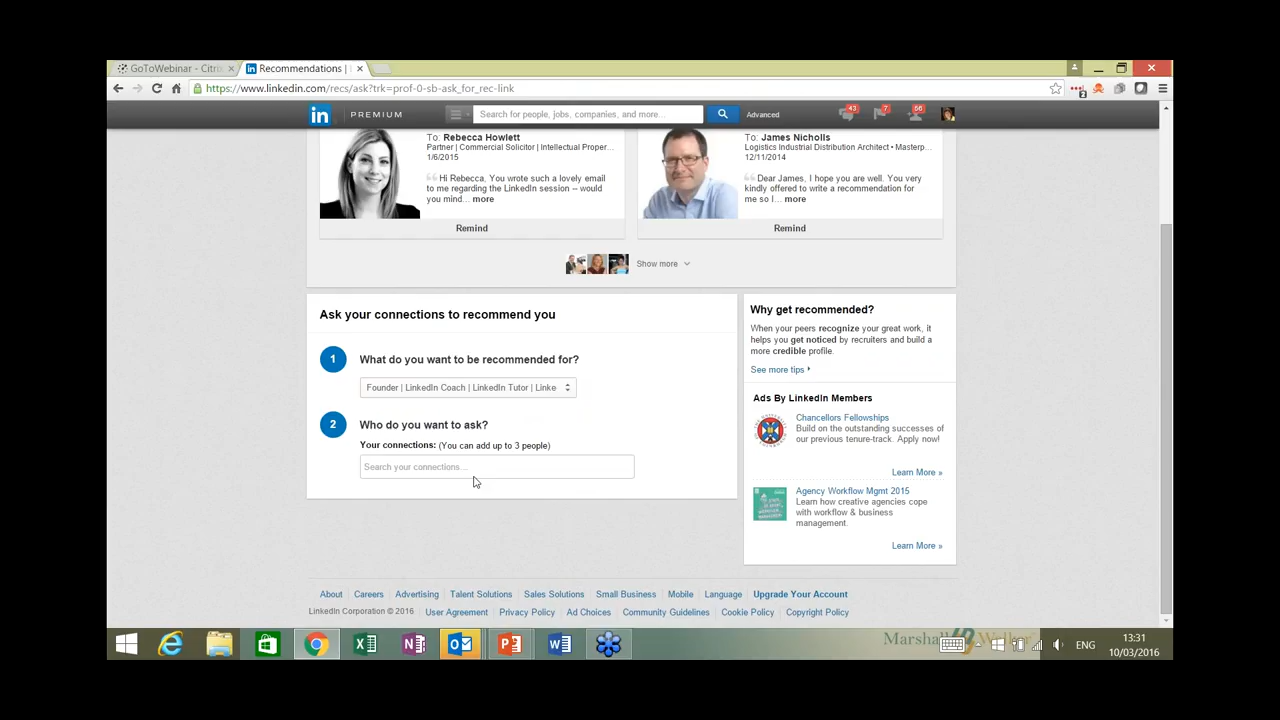 GoToWebinar - Citri
Recommendations |
https://www.linkedin.com/recs/ask?trk=prof-0-sb-ask_for_rec-link
in PREMIUM
Search for people, jobs, companies, and more...
Advanced
43
7
56
To: Rebecca Howlett
Partner | Commercial Solicitor | Intellectual Proper...
1/6/2015
Hi Rebecca, You wrote such a lovely email
to me regarding the LinkedIn session -- would
you mind... more
Remind
To: James Nicholls
Logistics Industrial Distribution Architect • Masterp...
12/11/2014
Dear James, I hope you are well. You very
kindly offered to write a recommendation for
me so I... more
Remind
Show more
Ask your connections to recommend you
1 What do you want to be recommended for?
Founder | LinkedIn Coach | LinkedIn Tutor | Linke
2 Who do you want to ask?
Your connections: (You can add up to 3 people)
Search your connections...
Why get recommended?
When your peers recognize your great work, it
helps you get noticed by recruiters and build a
more credible profile.
See more tips
Ads By LinkedIn Members
Chancellors Fellowships
Build on the outstanding successes of
our previous tenure-track. Apply now!
Learn More »
Agency Workflow Mgmt 2015
Learn how creative agencies cope
with workflow & business
management.
Learn More »
About Careers Advertising Talent Solutions Sales Solutions Small Business Mobile Language Upgrade Your Account
LinkedIn Corporation © 2016 User Agreement Privacy Policy Ad Choices Community Guidelines Cookie Policy Copyright Policy
Marshall Walker
ENG
13:31
10/03/2016